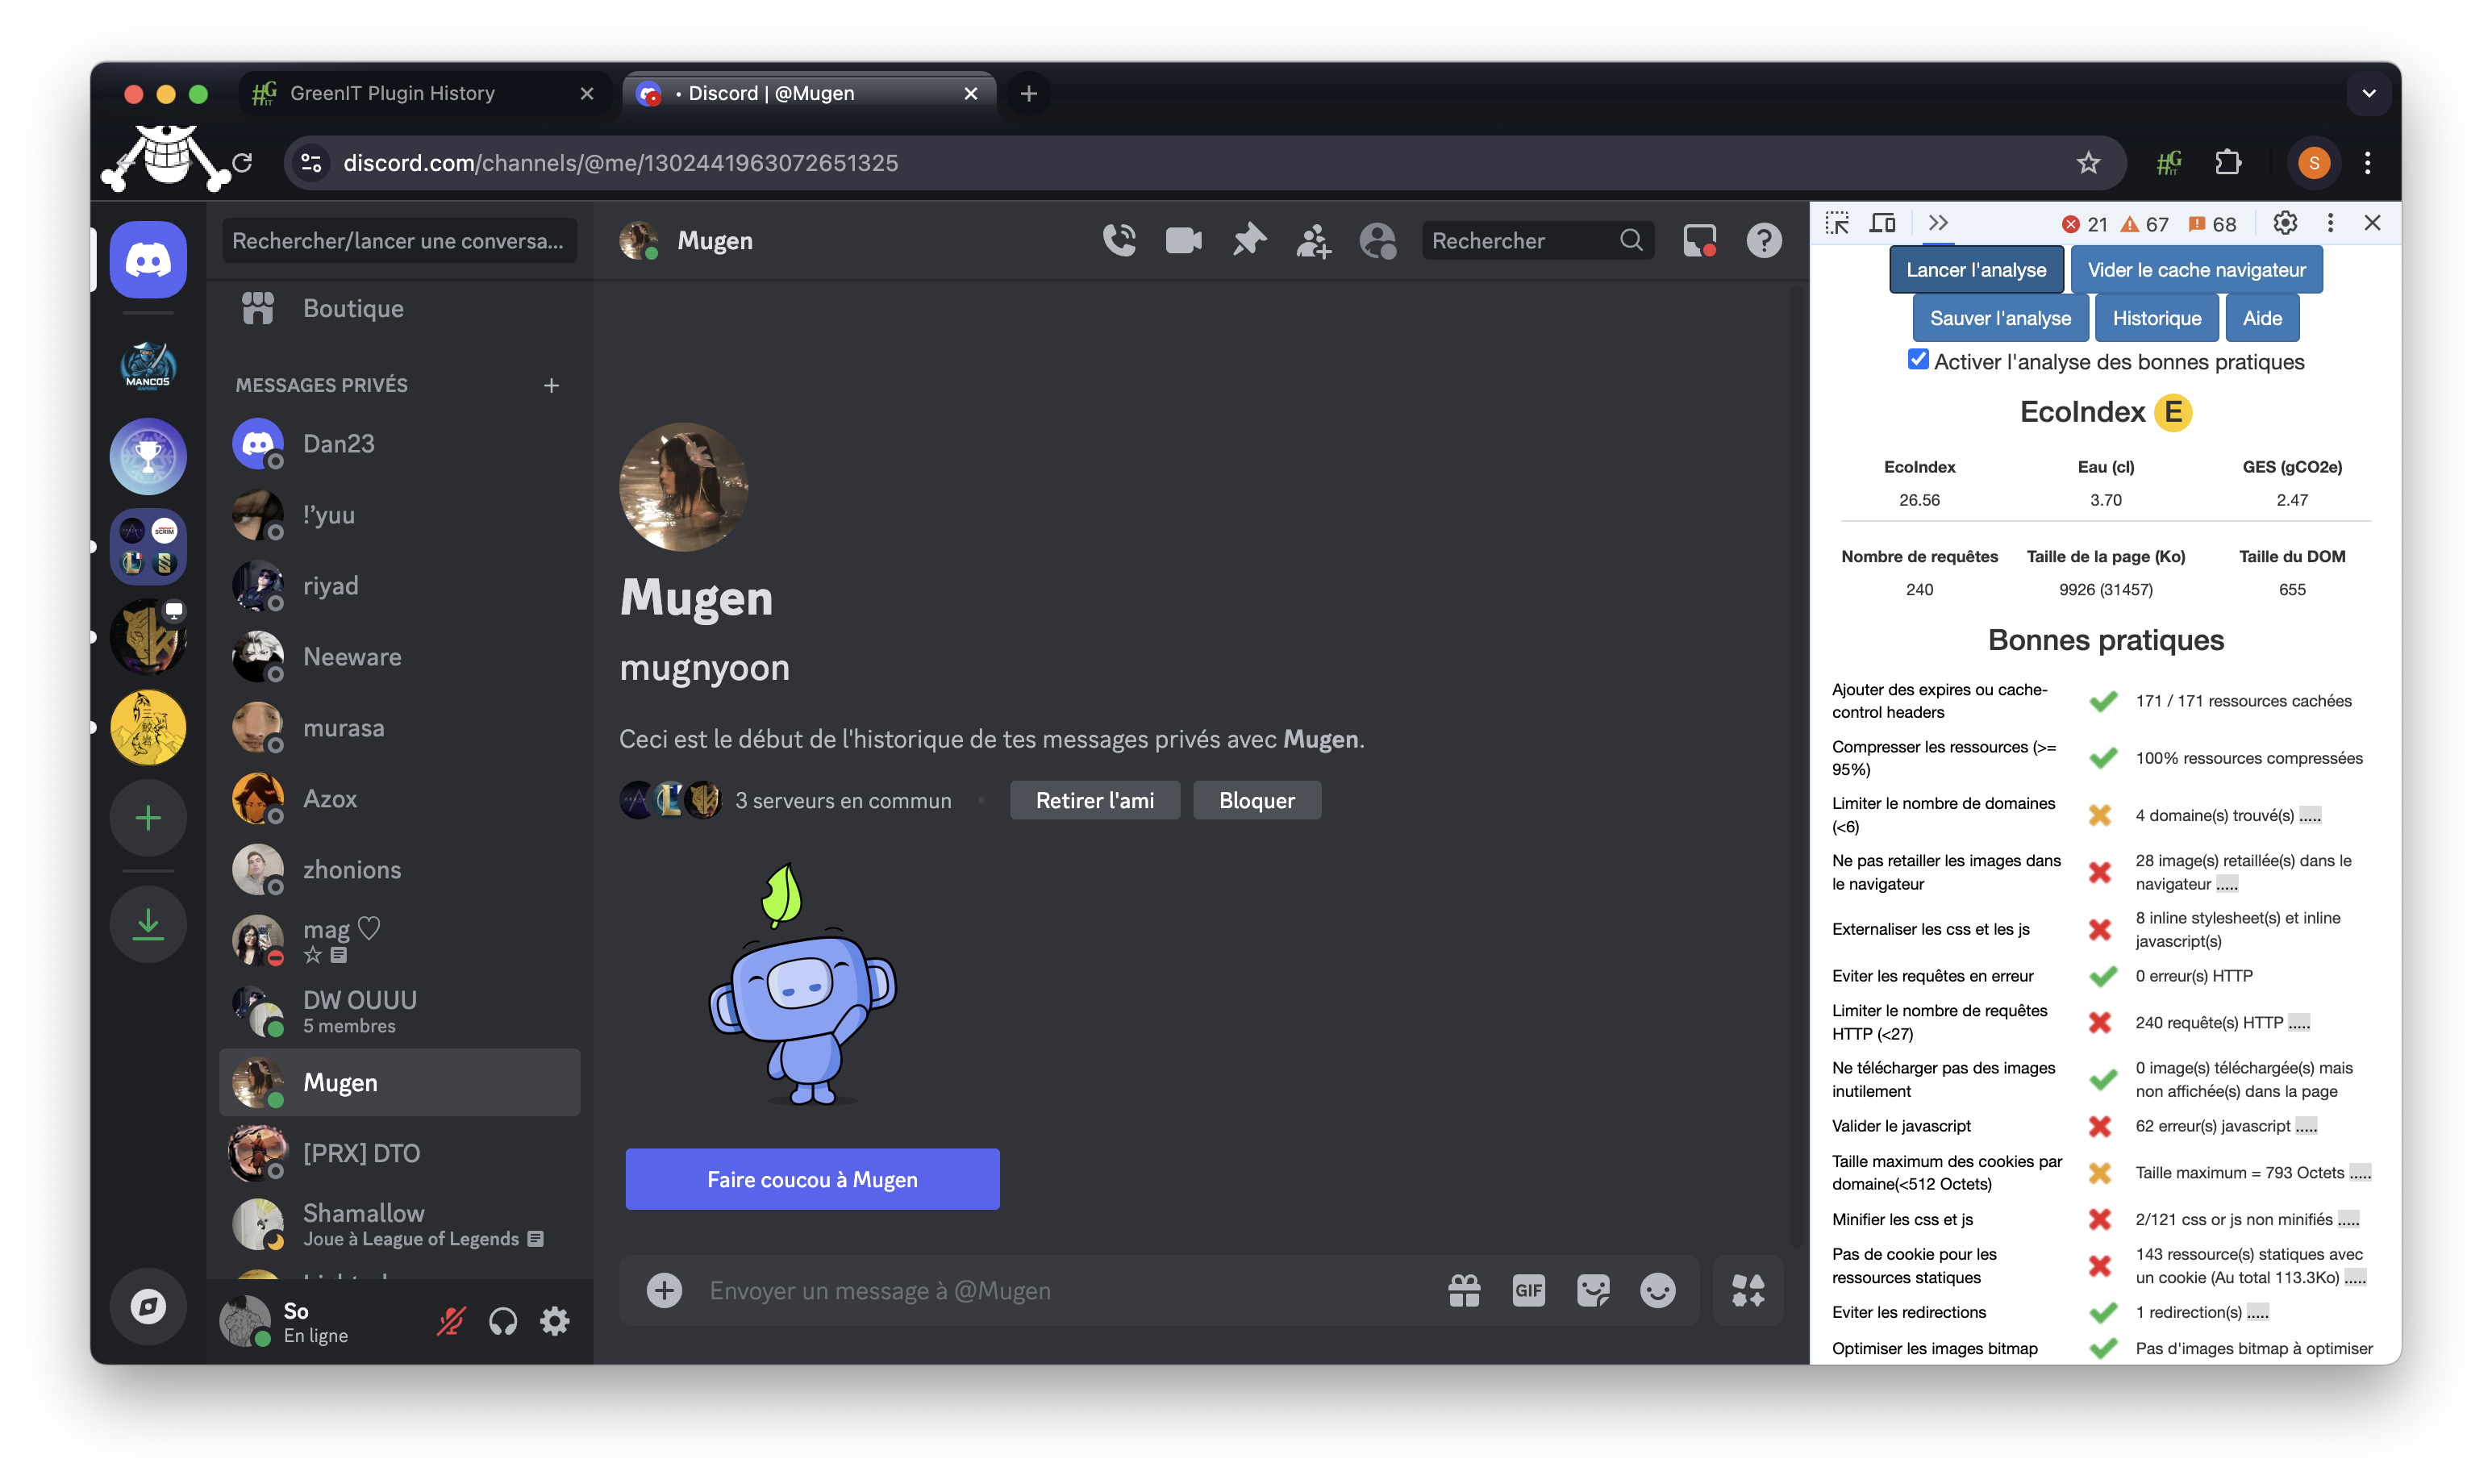 GreenIT Plugin History
• Discord | @Mugen
discord.com/channels/@me/1302441963072651325
S
Rechercher/lancer une conversa...
Boutique
MESSAGES PRIVÉS
Dan23
!'yuu
riyad
Neeware
murasa
Azox
zhonions
mag ♡
DW OUUU
5 membres
Mugen
[PRX] DTO
Shamallow
Joue à League of Legends
So
En ligne
MANCOS
SCRIM
Mugen
Rechercher
Mugen
mugnyoon
Ceci est le début de l'historique de tes messages privés avec Mugen.
3 serveurs en commun
Retirer l'ami
Bloquer
Faire coucou à Mugen
Envoyer un message à @Mugen
GIF
21 67 68
Lancer l'analyse
Vider le cache navigateur
Sauver l'analyse
Historique
Aide
Activer l'analyse des bonnes pratiques
EcoIndex E
EcoIndex Eau (cl) GES (gCO2e)
26.56 3.70 2.47
Nombre de requêtes Taille de la page (Ko) Taille du DOM
240 9926 (31457) 655
Bonnes pratiques
Ajouter des expires ou cache-
control headers
171 / 171 ressources cachées
Compresser les ressources (>=
95%)
100% ressources compressées
Limiter le nombre de domaines
(<6)
4 domaine(s) trouvé(s) .....
Ne pas retailler les images dans
le navigateur
28 image(s) retaillée(s) dans le
navigateur .....
Externaliser les css et les js
8 inline stylesheet(s) et inline
javascript(s)
Eviter les requêtes en erreur
0 erreur(s) HTTP
Limiter le nombre de requêtes
HTTP (<27)
240 requête(s) HTTP .....
Ne télécharger pas des images
inutilement
0 image(s) téléchargée(s) mais
non affichée(s) dans la page
Valider le javascript
62 erreur(s) javascript .....
Taille maximum des cookies par
domaine(<512 Octets)
Taille maximum = 793 Octets .....
Minifier les css et js
2/121 css or js non minifiés .....
Pas de cookie pour les
ressources statiques
143 ressource(s) statiques avec
un cookie (Au total 113.3Ko) .....
Eviter les redirections
1 redirection(s) .....
Optimiser les images bitmap
Pas d'images bitmap à optimiser